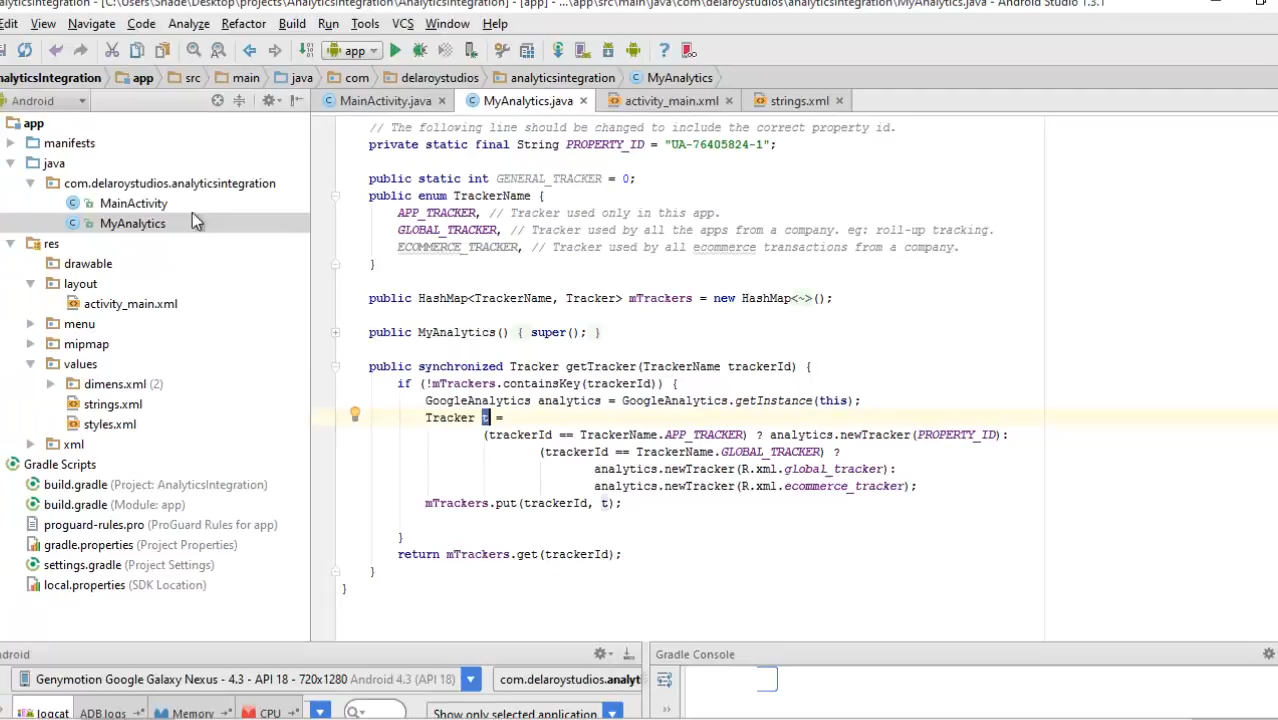 nalyticsIntegration) - [C:\Users\Shade\Desktop\projects\AnalyticsIntegration\AnalyticsIntegration] - [app] - ...\app\src\main\java\com\delaroystudios\analyticsintegration\MyAnalytics.java - Android Studio 1.3.1
Edit View Navigate Code Analyze Refactor Build Run Tools VCS Window Help
app
nalyticsIntegration app src main java com delaroystudios analyticsintegration MyAnalytics
Android
MainActivity.java MyAnalytics.java activity_main.xml strings.xml
app
manifests
java
com.delaroystudios.analyticsintegration
MainActivity
MyAnalytics
res
drawable
layout
activity_main.xml
menu
mipmap
values
dimens.xml (2)
strings.xml
styles.xml
xml
Gradle Scripts
build.gradle (Project: AnalyticsIntegration)
build.gradle (Module: app)
proguard-rules.pro (ProGuard Rules for app)
gradle.properties (Project Properties)
settings.gradle (Project Settings)
local.properties (SDK Location)
// The following line should be changed to include the correct property id.
private static final String PROPERTY_ID = "UA-76405824-1";
public static int GENERAL_TRACKER = 0;
public enum TrackerName {
APP_TRACKER, // Tracker used only in this app.
GLOBAL_TRACKER, // Tracker used by all the apps from a company. eg: roll-up tracking.
ECOMMERCE_TRACKER, // Tracker used by all ecommerce transactions from a company.
}
public HashMap<TrackerName, Tracker> mTrackers = new HashMap<~>();
public MyAnalytics() { super(); }
public synchronized Tracker getTracker(TrackerName trackerId) {
if (!mTrackers.containsKey(trackerId)) {
GoogleAnalytics analytics = GoogleAnalytics.getInstance(this);
Tracker t =
(trackerId == TrackerName.APP_TRACKER) ? analytics.newTracker(PROPERTY_ID):
(trackerId == TrackerName.GLOBAL_TRACKER) ?
analytics.newTracker(R.xml.global_tracker):
analytics.newTracker(R.xml.ecommerce_tracker);
mTrackers.put(trackerId, t);
}
return mTrackers.get(trackerId);
}
}
ndroid
Gradle Console
Genymotion Google Galaxy Nexus - 4.3 - API 18 - 720x1280 Android 4.3 (API 18)
com.delaroystudios.analyt
logcat ADB logs Memory CPU
Show only selected application